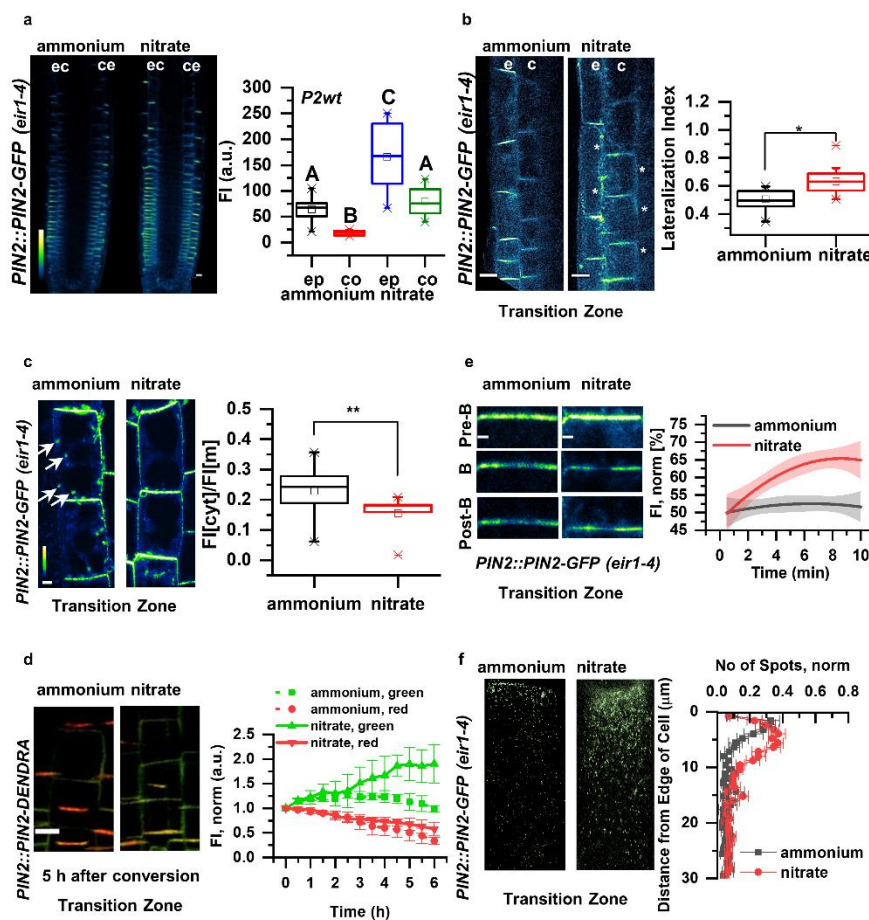 a
ammonium nitrate
ec ce ec ce
PIN2::PIN2-GFP (eir1-4)
FI (a.u.)
300
250
200
150
100
50
0
P2wt
A
B
C
A
ep co ep co
ammonium nitrate
b
ammonium nitrate
e c e c
PIN2::PIN2-GFP (eir1-4)
* * * * *
Transition Zone
Lateralization Index
1.0
0.8
0.6
0.4
*
ammonium nitrate
c
ammonium nitrate
PIN2::PIN2-GFP (eir1-4)
Transition Zone
FI[cyt]/FI[m]
0.5
0.4
0.3
0.2
0.1
0.0
**
ammonium nitrate
e
ammonium nitrate
Pre-B
B
Post-B
PIN2::PIN2-GFP (eir1-4)
Transition Zone
FI, norm [%]
75
70
65
60
55
50
45
ammonium
nitrate
0 2 4 6 8 10
Time (min)
d
ammonium nitrate
PIN2::PIN2-DENDRA
5 h after conversion
Transition Zone
ammonium, green
ammonium, red
nitrate, green
nitrate, red
FI, norm (a.u.)
2.5
2.0
1.5
1.0
0.5
0.0
0 1 2 3 4 5 6
Time (h)
f
ammonium nitrate
PIN2::PIN2-GFP (eir1-4)
Transition Zone
No of Spots, norm
0.0 0.2 0.4 0.6 0.8
Distance from Edge of Cell (µm)
0
10
20
30
ammonium
nitrate